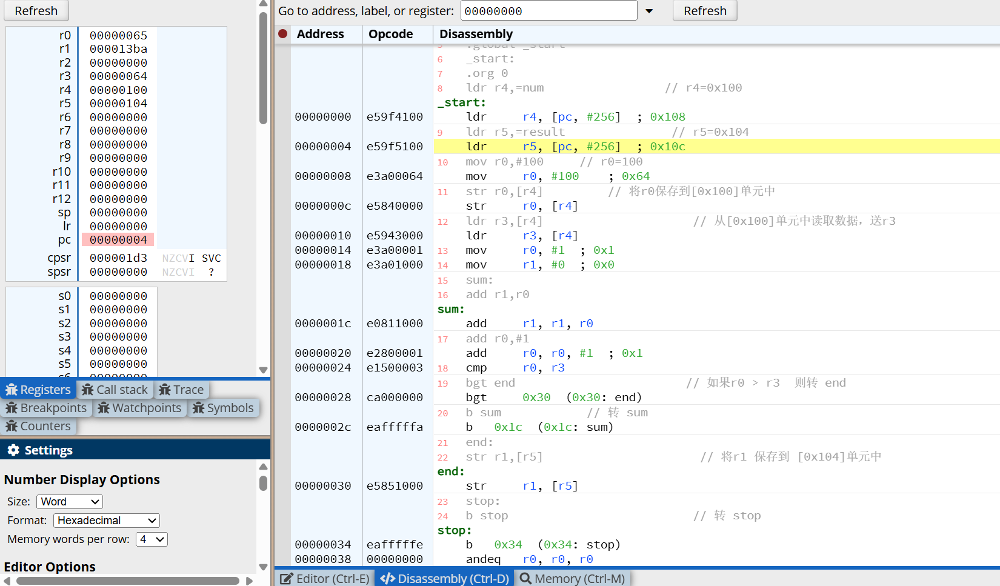 Refresh
r0 00000065
r1 000013ba
r2 00000000
r3 00000064
r4 00000100
r5 00000104
r6 00000000
r7 00000000
r8 00000000
r9 00000000
r10 00000000
r11 00000000
r12 00000000
sp 00000000
lr 00000000
pc 00000004
cpsr 000001d3 NZCVI SVC
spsr 00000000 NZCVI ?
s0 00000000
s1 00000000
s2 00000000
s3 00000000
s4 00000000
s5 00000000
s6 00000000
Registers Call stack Trace
Breakpoints Watchpoints Symbols
Counters
Settings
Number Display Options
Size: Word
Format: Hexadecimal
Memory words per row: 4
Editor Options
Go to address, label, or register: 00000000 Refresh
Address Opcode Disassembly
5 .global _start
6 _start:
7 .org 0
8 ldr r4,=num // r4=0x100
_start:
00000000 e59f4100 ldr r4, [pc, #256] ; 0x108
9 ldr r5,=result // r5=0x104
00000004 e59f5100 ldr r5, [pc, #256] ; 0x10c
10 mov r0,#100 // r0=100
00000008 e3a00064 mov r0, #100 ; 0x64
11 str r0,[r4] // 将r0保存到[0x100]单元中
0000000c e5840000 str r0, [r4]
12 ldr r3,[r4] // 从[0x100]单元中读取数据，送r3
00000010 e5943000 ldr r3, [r4]
00000014 e3a00001 13 mov r0, #1 ; 0x1
00000018 e3a01000 14 mov r1, #0 ; 0x0
15 sum:
16 add r1,r0
sum:
0000001c e0811000 add r1, r1, r0
17 add r0,#1
00000020 e2800001 add r0, r0, #1 ; 0x1
00000024 e1500003 18 cmp r0, r3
19 bgt end // 如果r0 > r3 则转 end
00000028 ca000000 bgt 0x30 (0x30: end)
20 b sum // 转 sum
0000002c eafffffa b 0x1c (0x1c: sum)
21 end:
22 str r1,[r5] // 将r1 保存到 [0x104]单元中
end:
00000030 e5851000 str r1, [r5]
23 stop:
24 b stop // 转 stop
stop:
00000034 eafffffe b 0x34 (0x34: stop)
00000038 00000000 andeq r0, r0, r0
Editor (Ctrl-E) Disassembly (Ctrl-D) Memory (Ctrl-M)